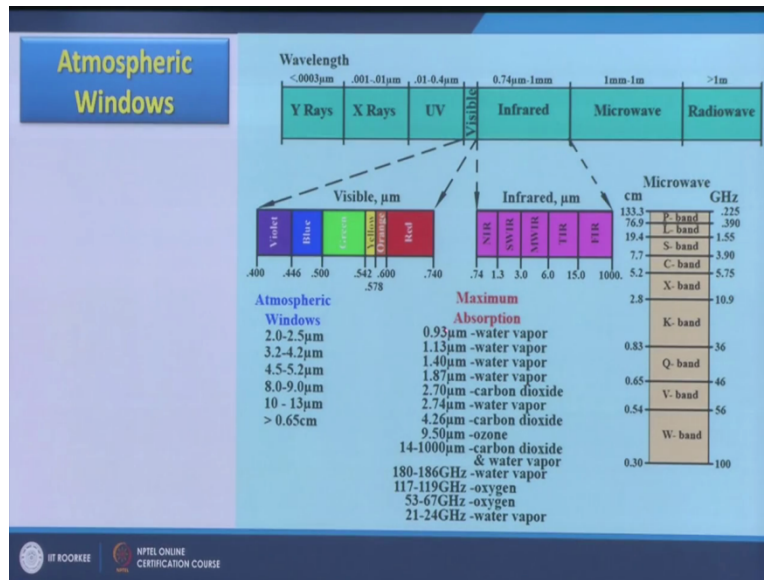 Atmospheric
Windows
Wavelength
<.0003µm .001-.01µm .01-0.4µm 0.74µm-1mm 1mm-1m >1m
Y Rays X Rays UV Visible Infrared Microwave Radiowave
Visible, µm
Violet Blue Green Yellow Orange Red
.400 .446 .500 .542 .600 .740
.578
Infrared, µm
NIR SWIR MWIR TIR FIR
.74 1.3 3.0 6.0 15.0 1000.
Microwave
cm GHz
133.3 .225
P- band
76.9 .390
L- band
19.4 1.55
S- band
7.7 3.90
C- band
5.2 5.75
X- band
2.8 10.9
K- band
0.83 36
Q- band
0.65 46
V- band
0.54 56
W- band
0.30 100
Atmospheric
Windows
2.0-2.5µm
3.2-4.2µm
4.5-5.2µm
8.0-9.0µm
10 - 13µm
> 0.65cm
Maximum
Absorption
0.93µm -water vapor
1.13µm -water vapor
1.40µm -water vapor
1.87µm -water vapor
2.70µm -carbon dioxide
2.74µm -water vapor
4.26µm -carbon dioxide
9.50µm -ozone
14-1000µm -carbon dioxide
& water vapor
180-186GHz -water vapor
117-119GHz -oxygen
53-67GHz -oxygen
21-24GHz -water vapor
IIT ROORKEE
NPTEL ONLINE
CERTIFICATION COURSE